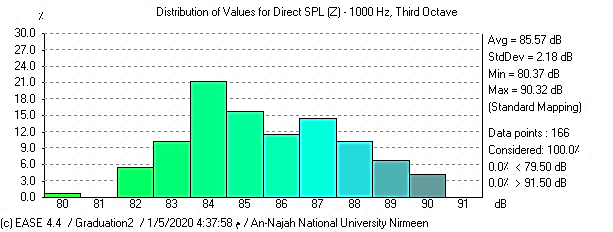 Distribution of Values for Direct SPL (Z) - 1000 Hz, Third Octave
%
30.0
27.0
24.0
21.0
18.0
15.0
12.0
9.0
6.0
3.0
0.0
80 81 82 83 84 85 86 87 88 89 90 91 dB
Avg = 85.57 dB
StdDev = 2.18 dB
Min = 80.37 dB
Max = 90.32 dB
(Standard Mapping)
Data points : 166
Considered: 100.0%
0.0% < 79.50 dB
0.0% > 91.50 dB
(c) EASE 4.4 / Graduation2 / 1/5/2020 4:37:58 م / An-Najah National University Nirmeen